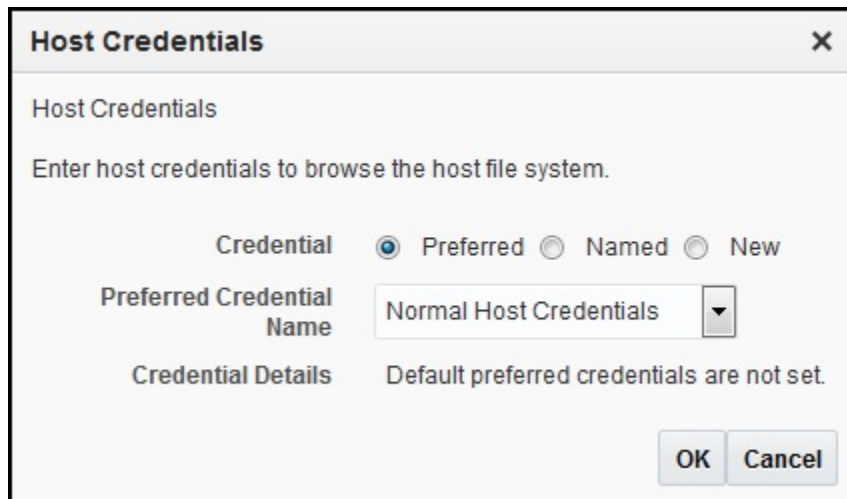 Host Credentials
Host Credentials
Enter host credentials to browse the host file system.
Credential Preferred Named New
Preferred Credential
Name Normal Host Credentials
Credential Details Default preferred credentials are not set.
OK Cancel